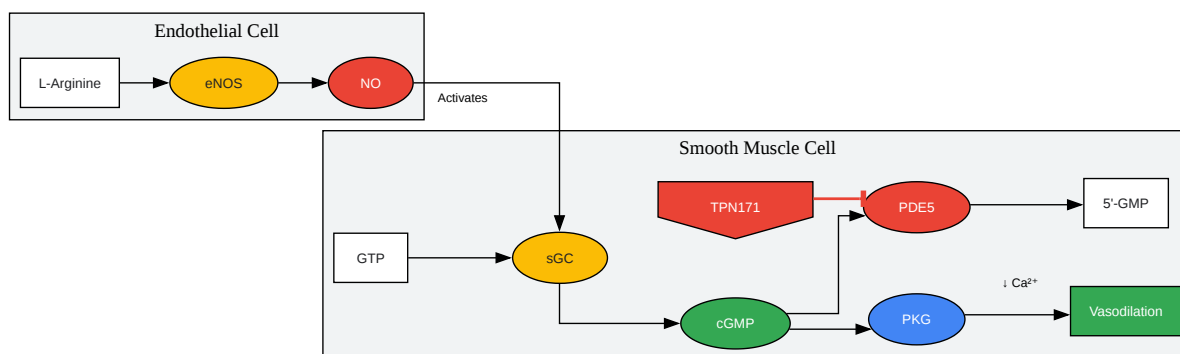 Endothelial Cell
L-Arginine
eNOS
NO
Activates
Smooth Muscle Cell
TPN171
PDE5
5'-GMP
GTP
sGC
↓ Ca²⁺
cGMP
PKG
Vasodilation